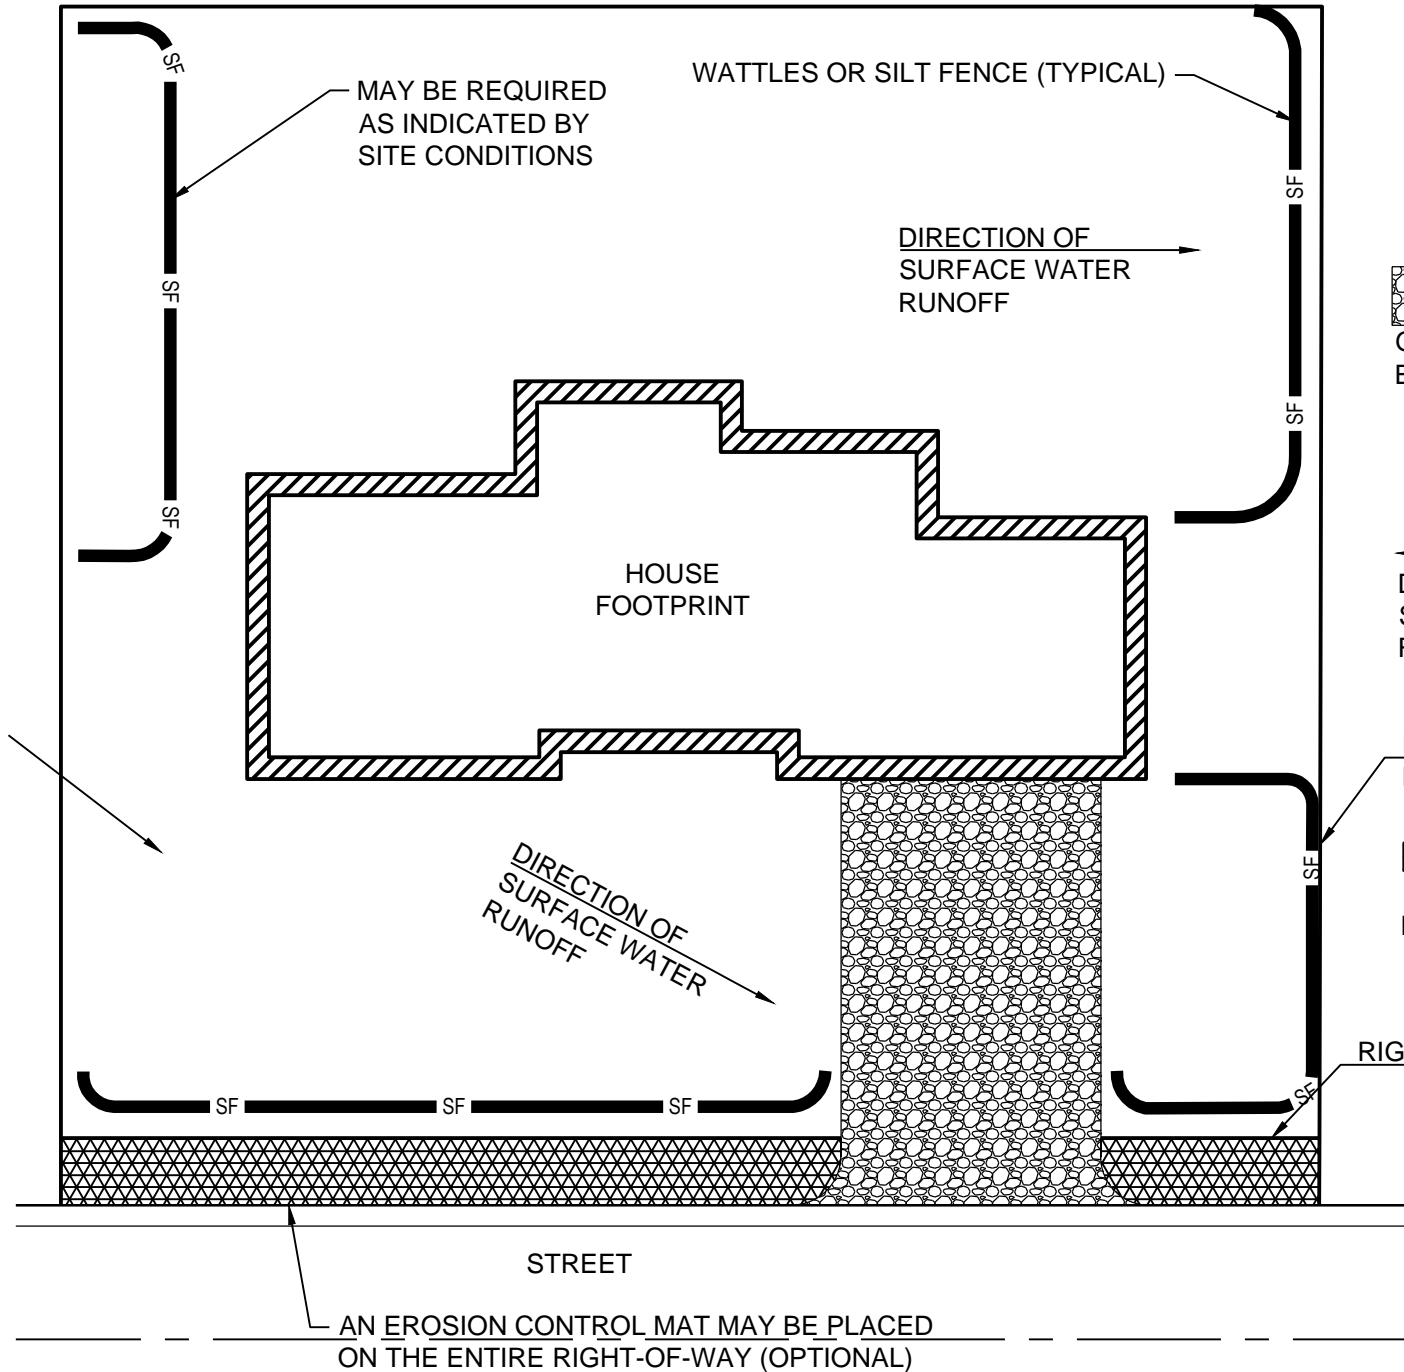 WATTLES OR SILT FENCE (TYPICAL)
MAY BE REQUIRED
AS INDICATED BY
SITE CONDITIONS
SF
SF
SF
SF
SF
DIRECTION OF
SURFACE WATER
RUNOFF
HOUSE
FOOTPRINT
DIRECTION OF
SURFACE WATER
RUNOFF
SF
SF
SF
SF
SF
STREET
AN EROSION CONTROL MAT MAY BE PLACED
ON THE ENTIRE RIGHT-OF-WAY (OPTIONAL)